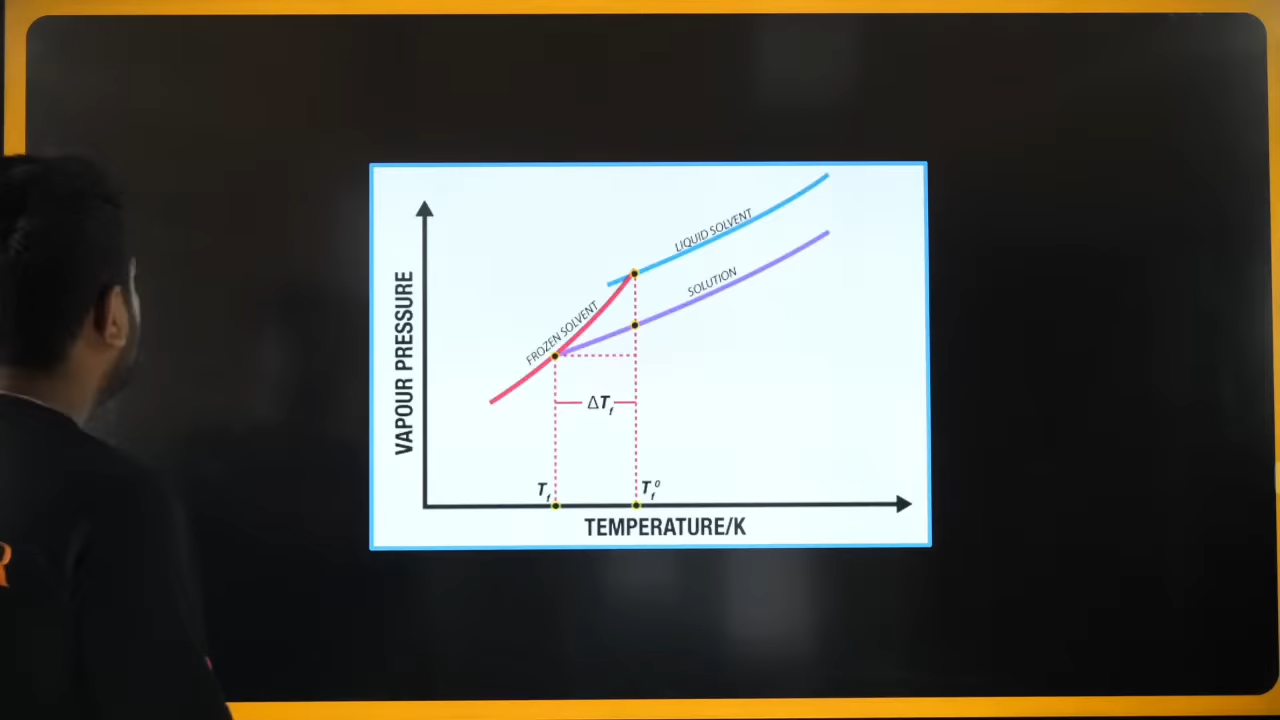 LIQUID SOLVENT
SOLUTION
FROZEN SOLVENT
VAPOUR PRESSURE
ΔTf
Tf
Tf°
TEMPERATURE/K
R